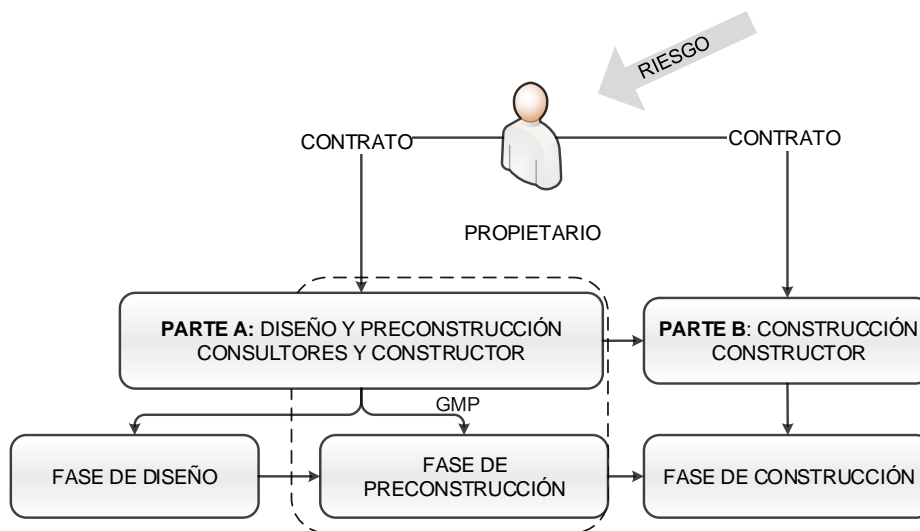 RIESGO
CONTRATO
CONTRATO
PROPIETARIO
PARTE A: DISEÑO Y PRECONSTRUCCIÓN
CONSULTORES Y CONSTRUCTOR
PARTE B: CONSTRUCCIÓN
CONSTRUCTOR
GMP
FASE DE DISEÑO
FASE DE
PRECONSTRUCCIÓN
FASE DE CONSTRUCCIÓN